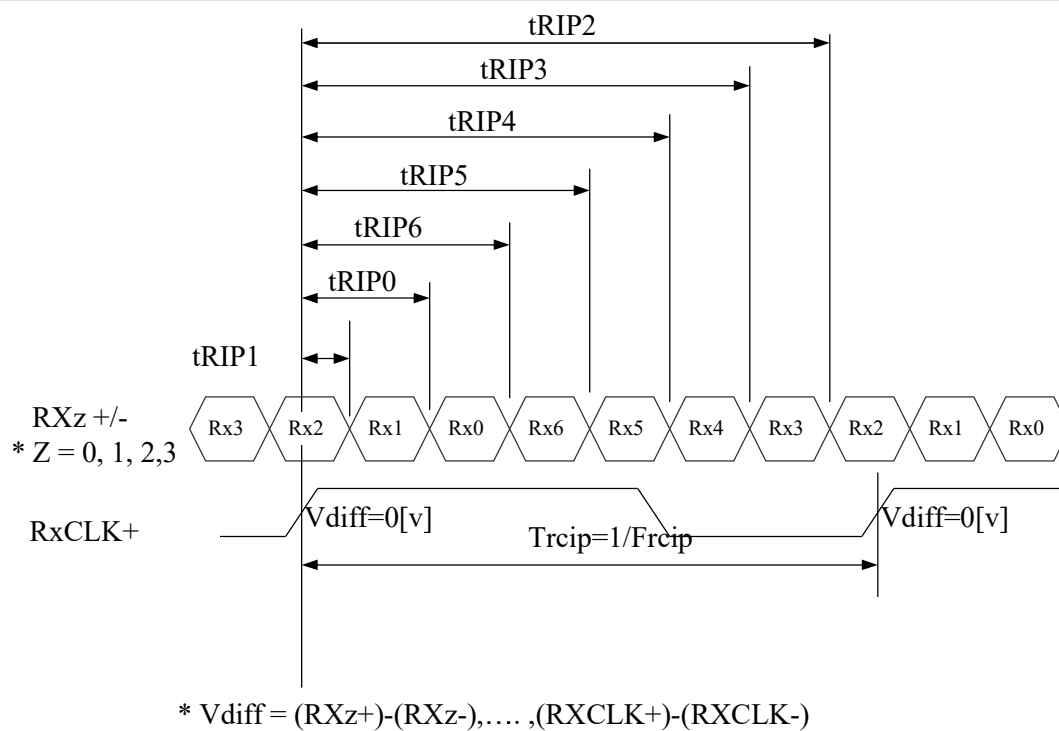 tRIP2
tRIP3
tRIP4
tRIP5
tRIP6
tRIP0
tRIP1
RXz +/-
* Z = 0, 1, 2,3
Rx3 Rx2 Rx1 Rx0 Rx6 Rx5 Rx4 Rx3 Rx2 Rx1 Rx0
RxCLK+
Vdiff=0[v] Vdiff=0[v]
Trcip=1/Frcip
* Vdiff = (RXz+)-(RXz-),…. ,(RXCLK+)-(RXCLK-)